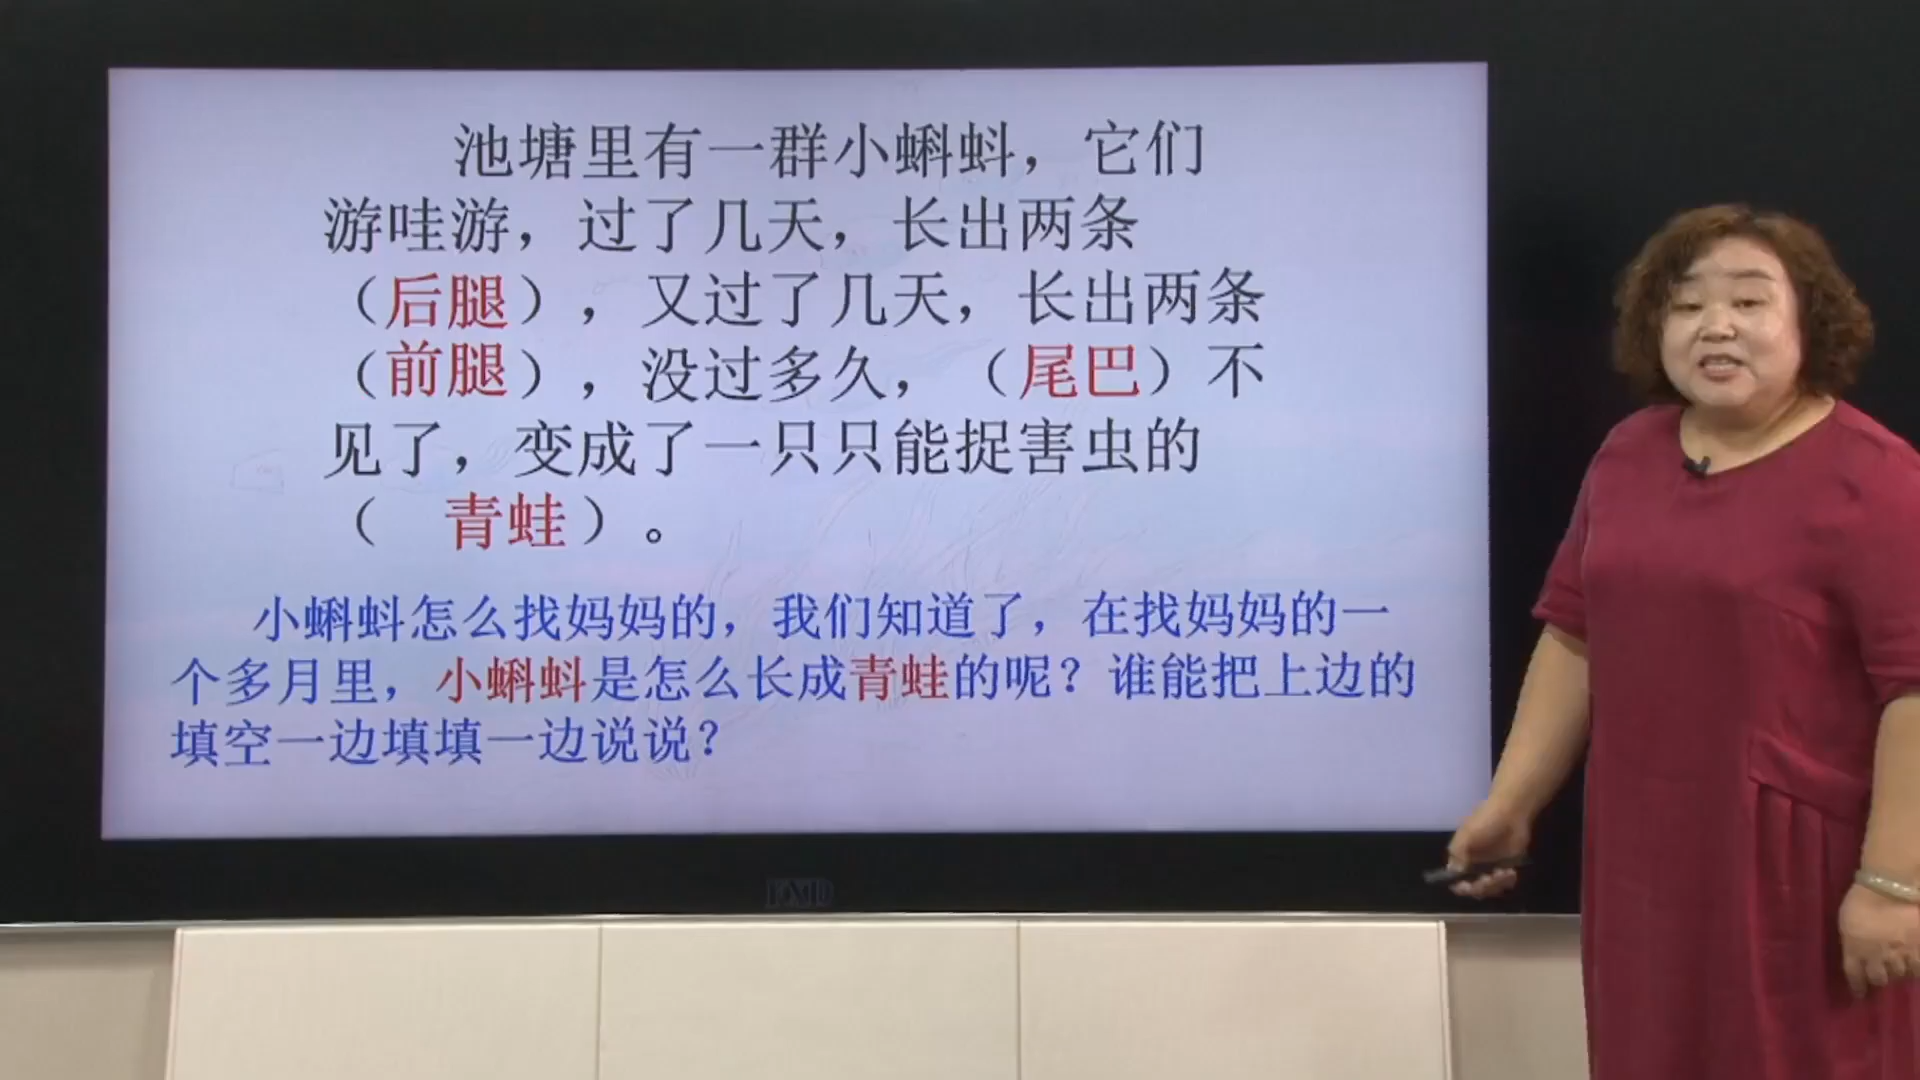 池塘里有一群小蝌蚪，它们
游哇游，过了几天，长出两条
（后腿），又过了几天，长出两条
（前腿），没过多久，（尾巴）不
见了，变成了一只只能捉害虫的
（ 青蛙）。
小蝌蚪怎么找妈妈的，我们知道了，在找妈妈的一
个多月里，小蝌蚪是怎么长成青蛙的呢？谁能把上边的
填空一边填填一边说说？